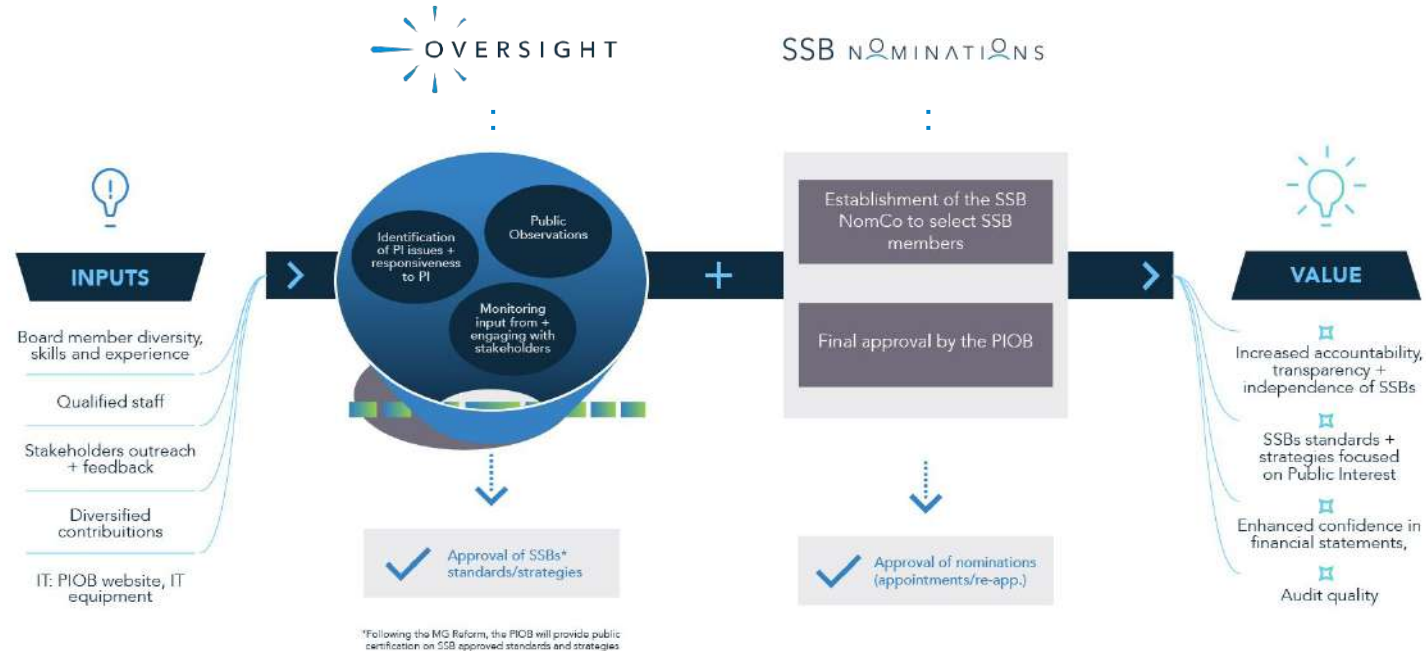 OVERSIGHT
SSB NOMINATIONS
INPUTS
Board member diversity,
skills and experience
Qualified staff
Stakeholders outreach
+ feedback
Diversified
contribuitions
IT: PIOB website, IT
equipment
Identification
of PI issues +
responsiveness
to PI
Public
Observations
Monitoring
input from +
engaging with
stakeholders
Approval of SSBs*
standards/strategies
*Following the MG Reform, the PIOB will provide public
certification on SSB approved standards and strategies
+
Establishment of the SSB
NomCo to select SSB
members
Final approval by the PIOB
Approval of nominations
(appointments/re-app.)
VALUE
Increased accountability,
transparency +
independence of SSBs
SSBs standards +
strategies focused
on Public Interest
Enhanced confidence in
financial statements,
Audit quality